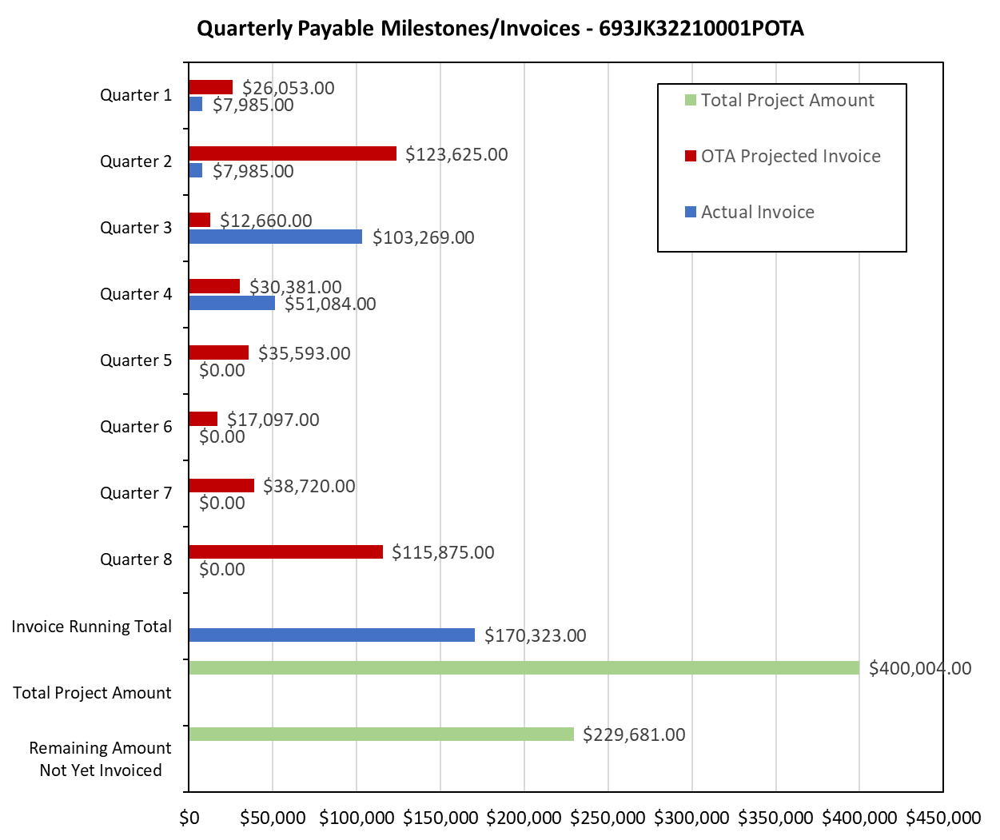 Quarterly Payable Milestones/Invoices - 693JK32210001POTA
Total Project Amount
OTA Projected Invoice
Actual Invoice
Quarter 1
$26,053.00
$7,985.00
Quarter 2
$123,625.00
$7,985.00
Quarter 3
$12,660.00
$103,269.00
Quarter 4
$30,381.00
$51,084.00
Quarter 5
$35,593.00
$0.00
Quarter 6
$17,097.00
$0.00
Quarter 7
$38,720.00
$0.00
Quarter 8
$115,875.00
$0.00
Invoice Running Total
$170,323.00
Total Project Amount
$400,004.00
Remaining Amount
Not Yet Invoiced
$229,681.00
$0 $50,000 $100,000 $150,000 $200,000 $250,000 $300,000 $350,000 $400,000 $450,000